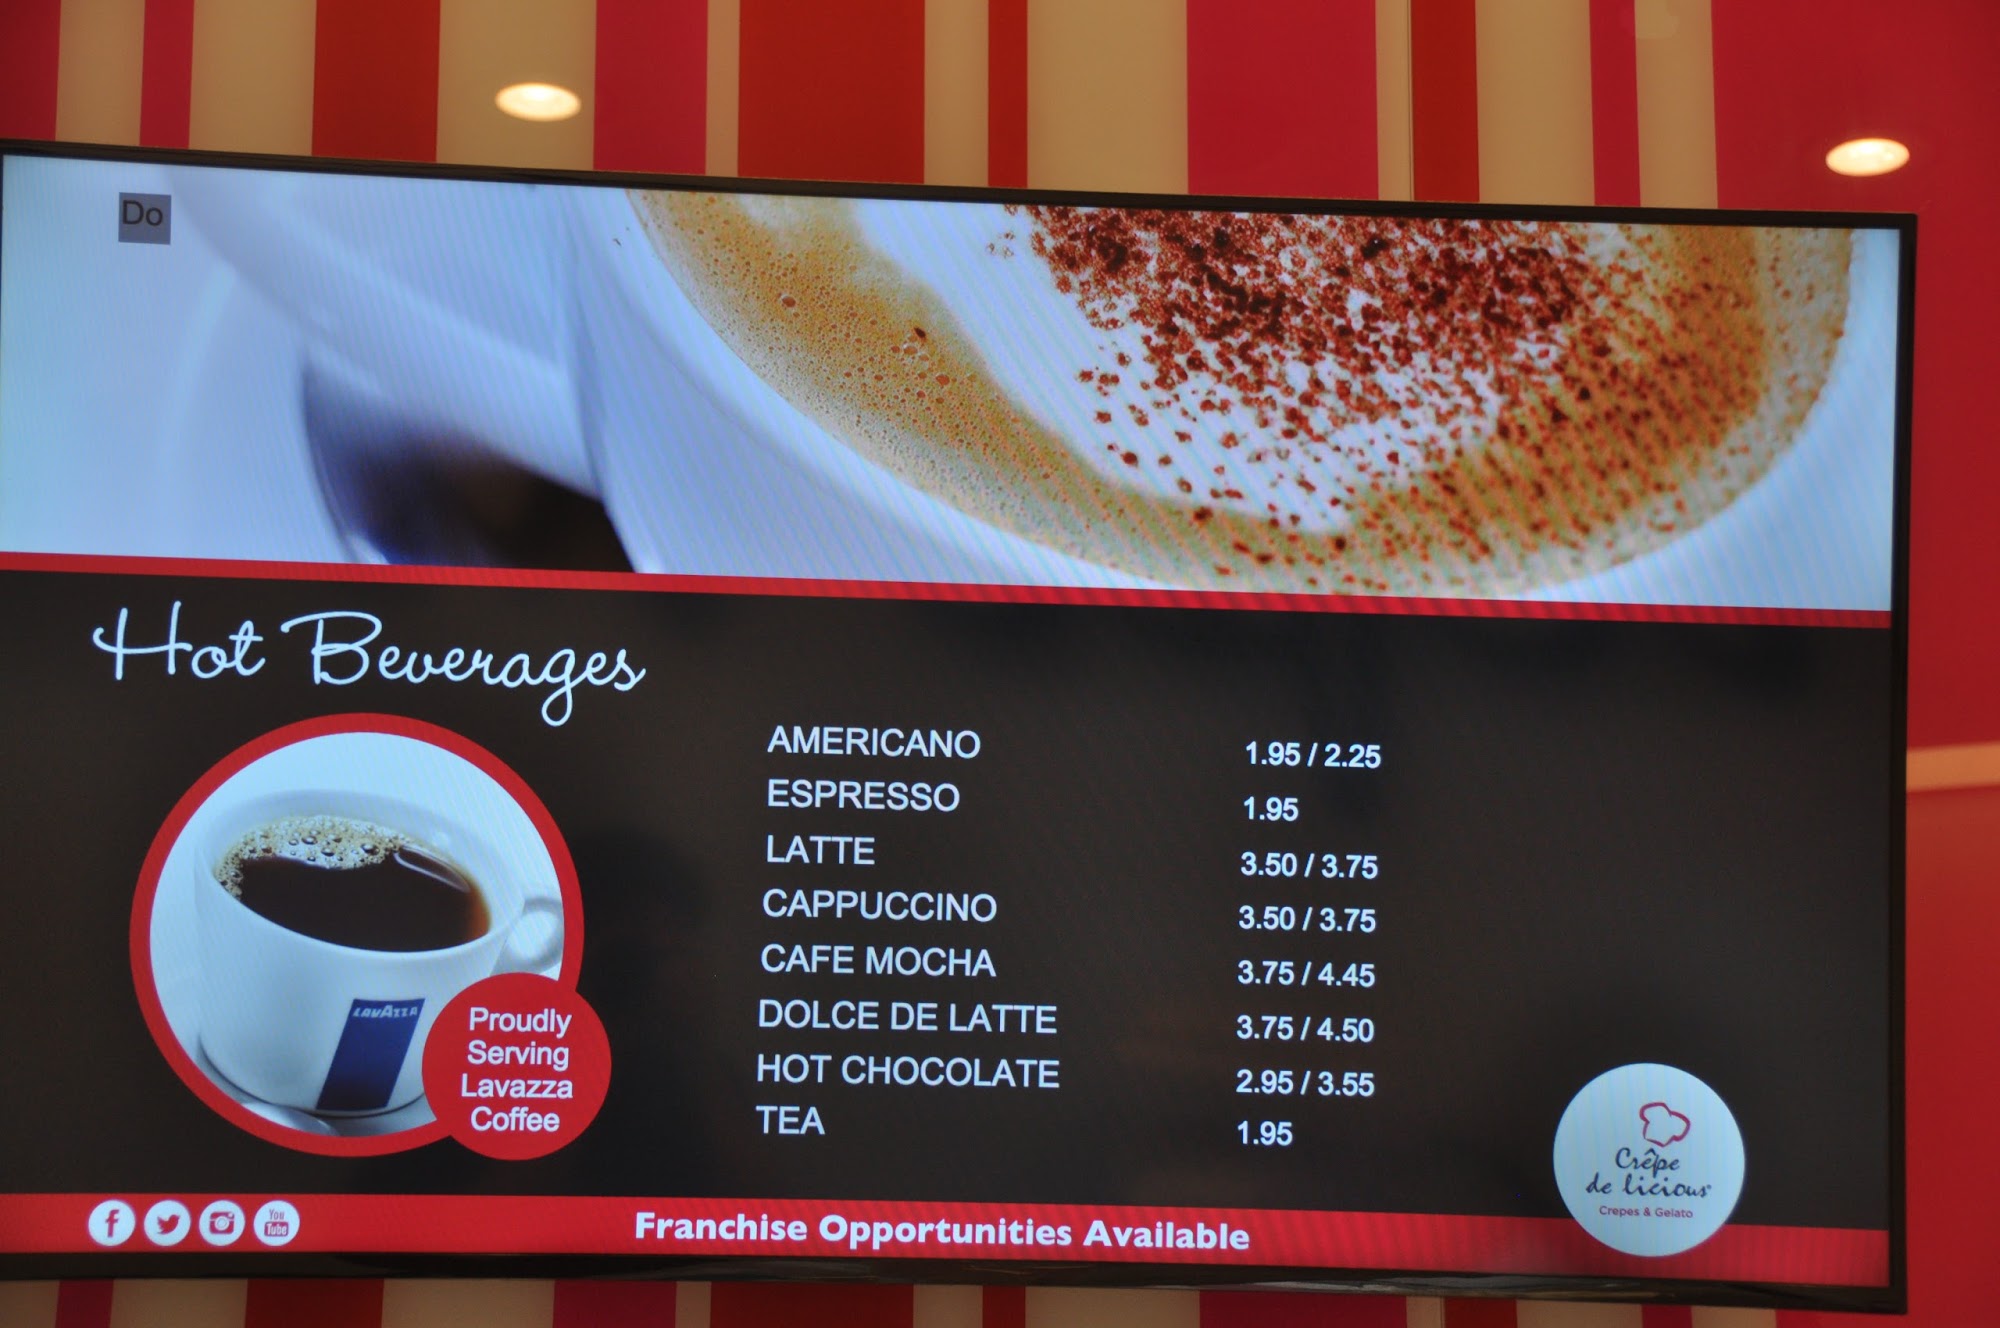 Do
Hot Beverages
AMERICANO 1.95 / 2.25
ESPRESSO 1.95
LATTE 3.50 / 3.75
CAPPUCCINO 3.50 / 3.75
CAFE MOCHA 3.75 / 4.45
DOLCE DE LATTE 3.75 / 4.50
HOT CHOCOLATE 2.95 / 3.55
TEA 1.95
LAVAZZA
Proudly
Serving
Lavazza
Coffee
Crêpe
de licious
Crepes & Gelato
You
Tube
Franchise Opportunities Available